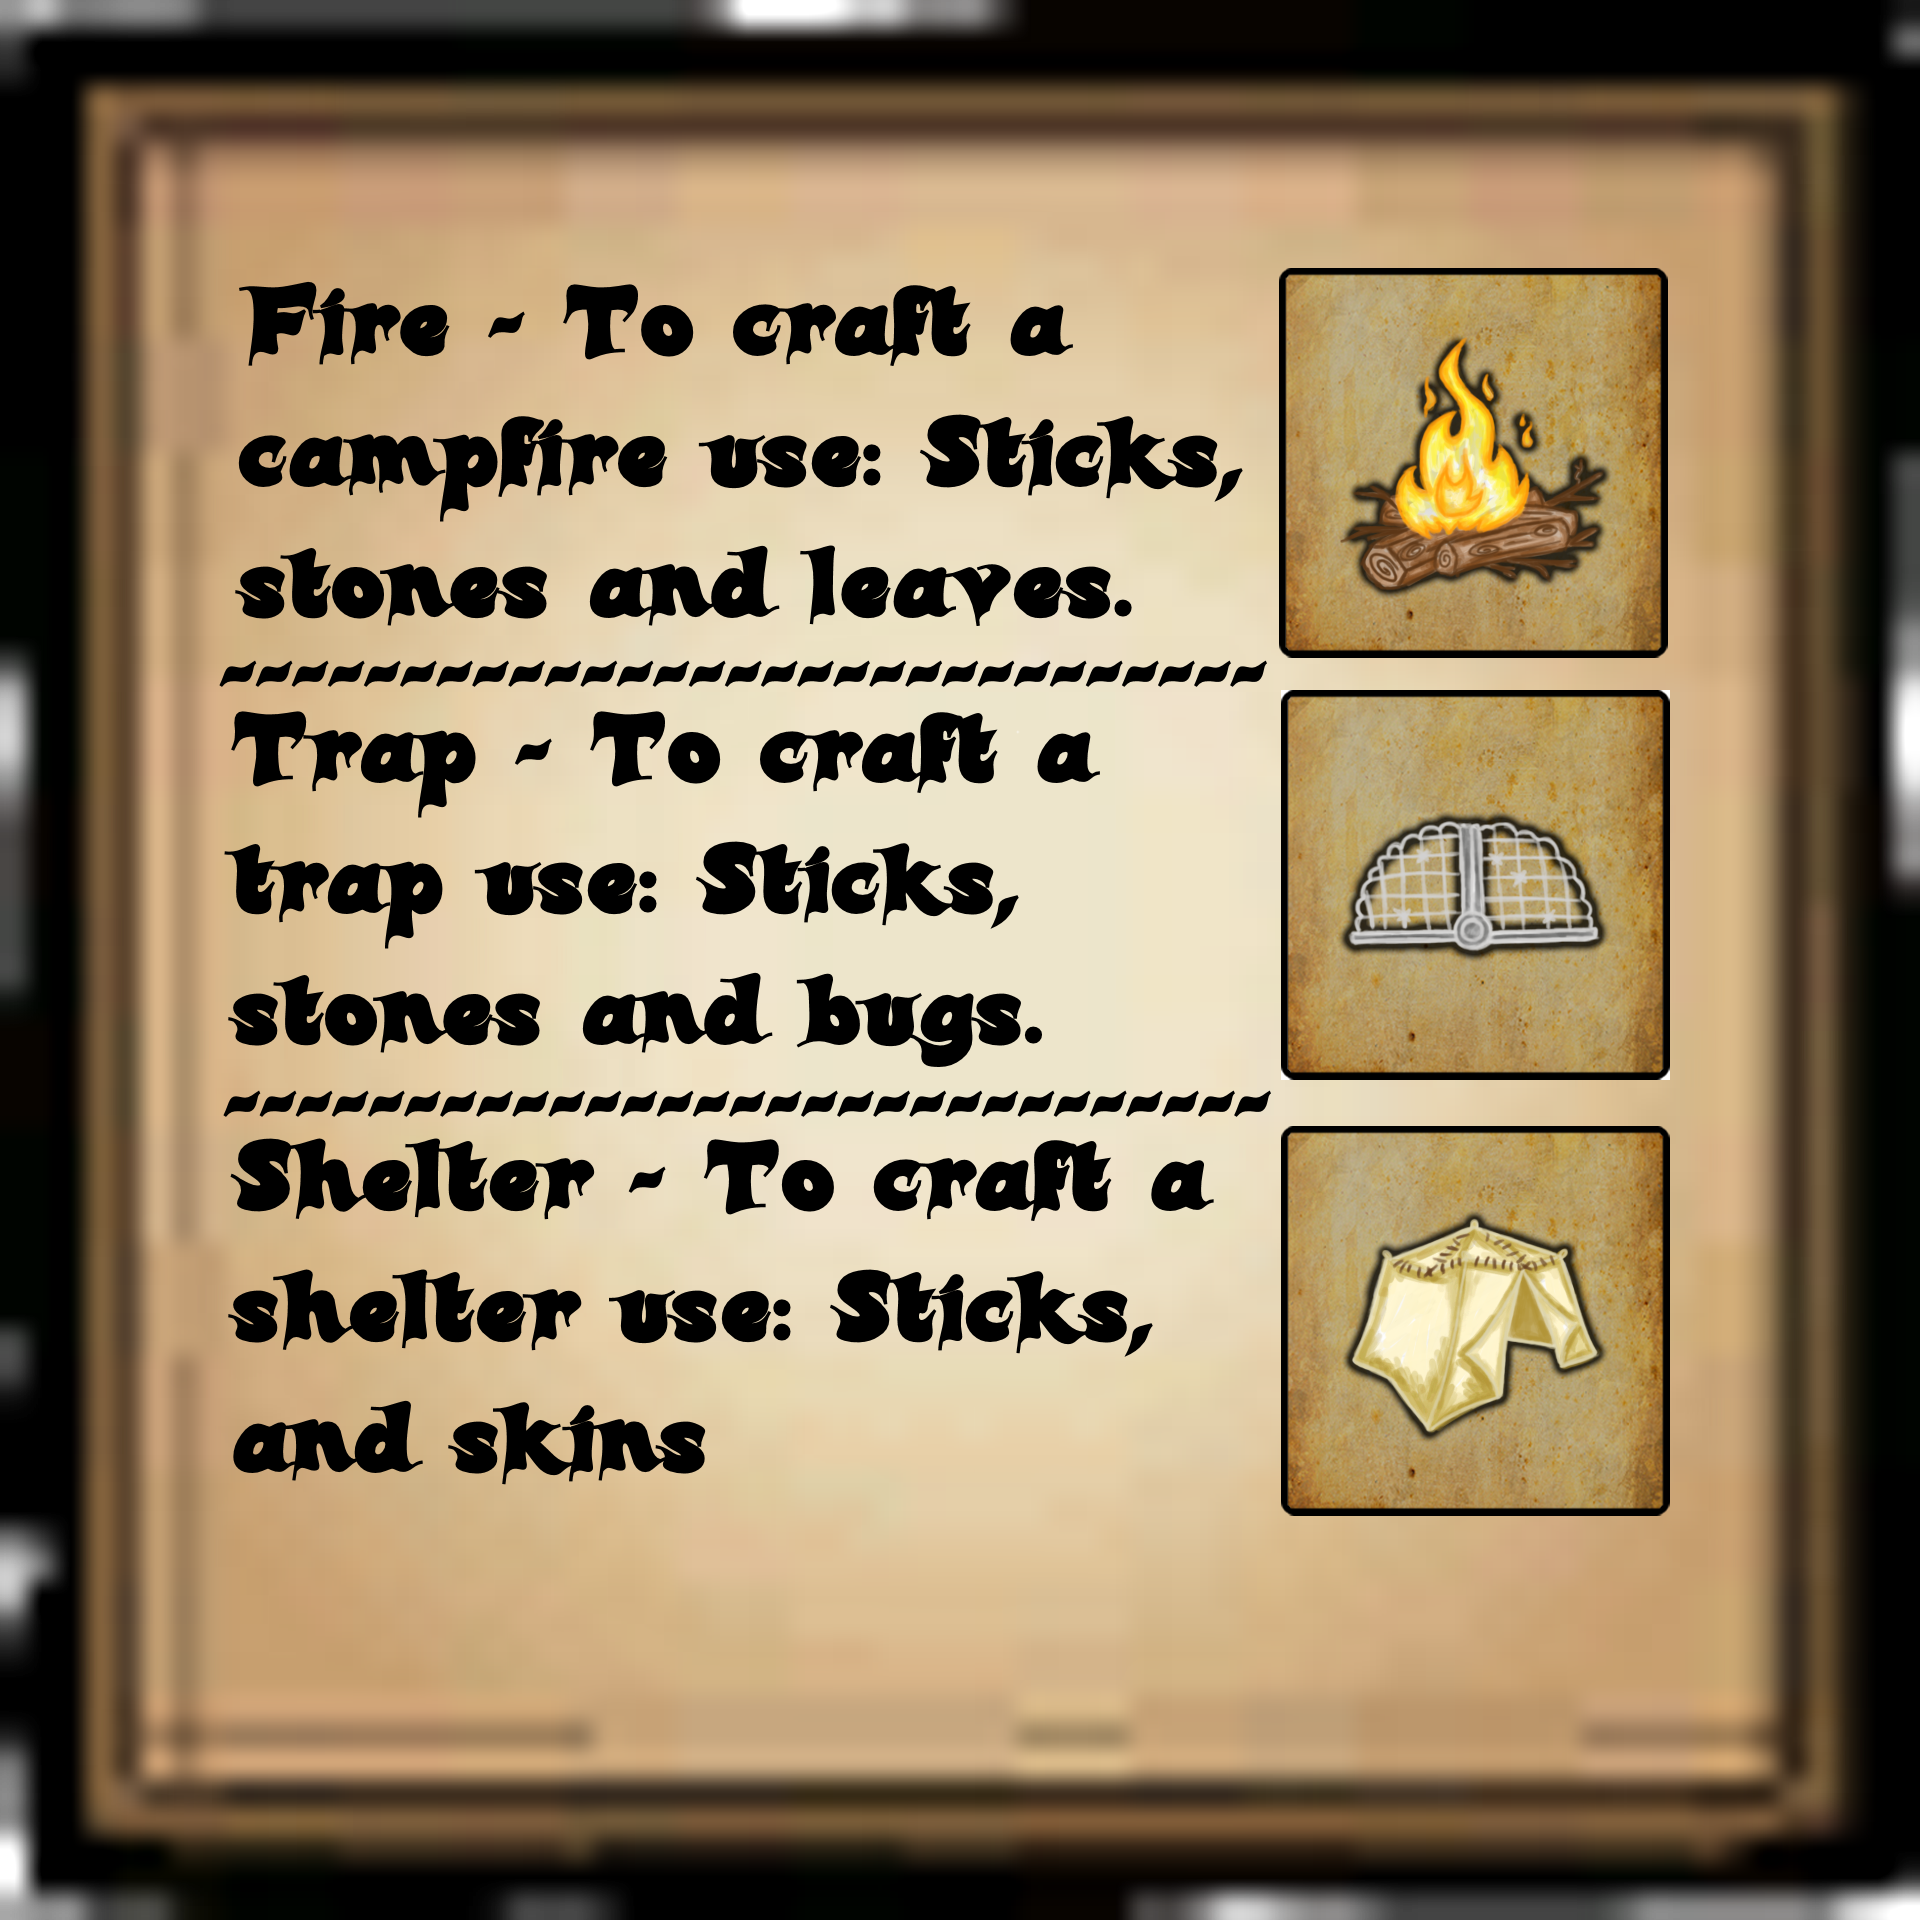 Fire ~ To craft a
campfire use: Sticks,
stones and leaves.
~~~~~~~~~~~~~~~~~~~~~~~~~~~~~
Trap ~ To craft a
trap use: Sticks,
stones and bugs.
~~~~~~~~~~~~~~~~~~~~~~~~~~~~~
Shelter ~ To craft a
shelter use: Sticks,
and skins